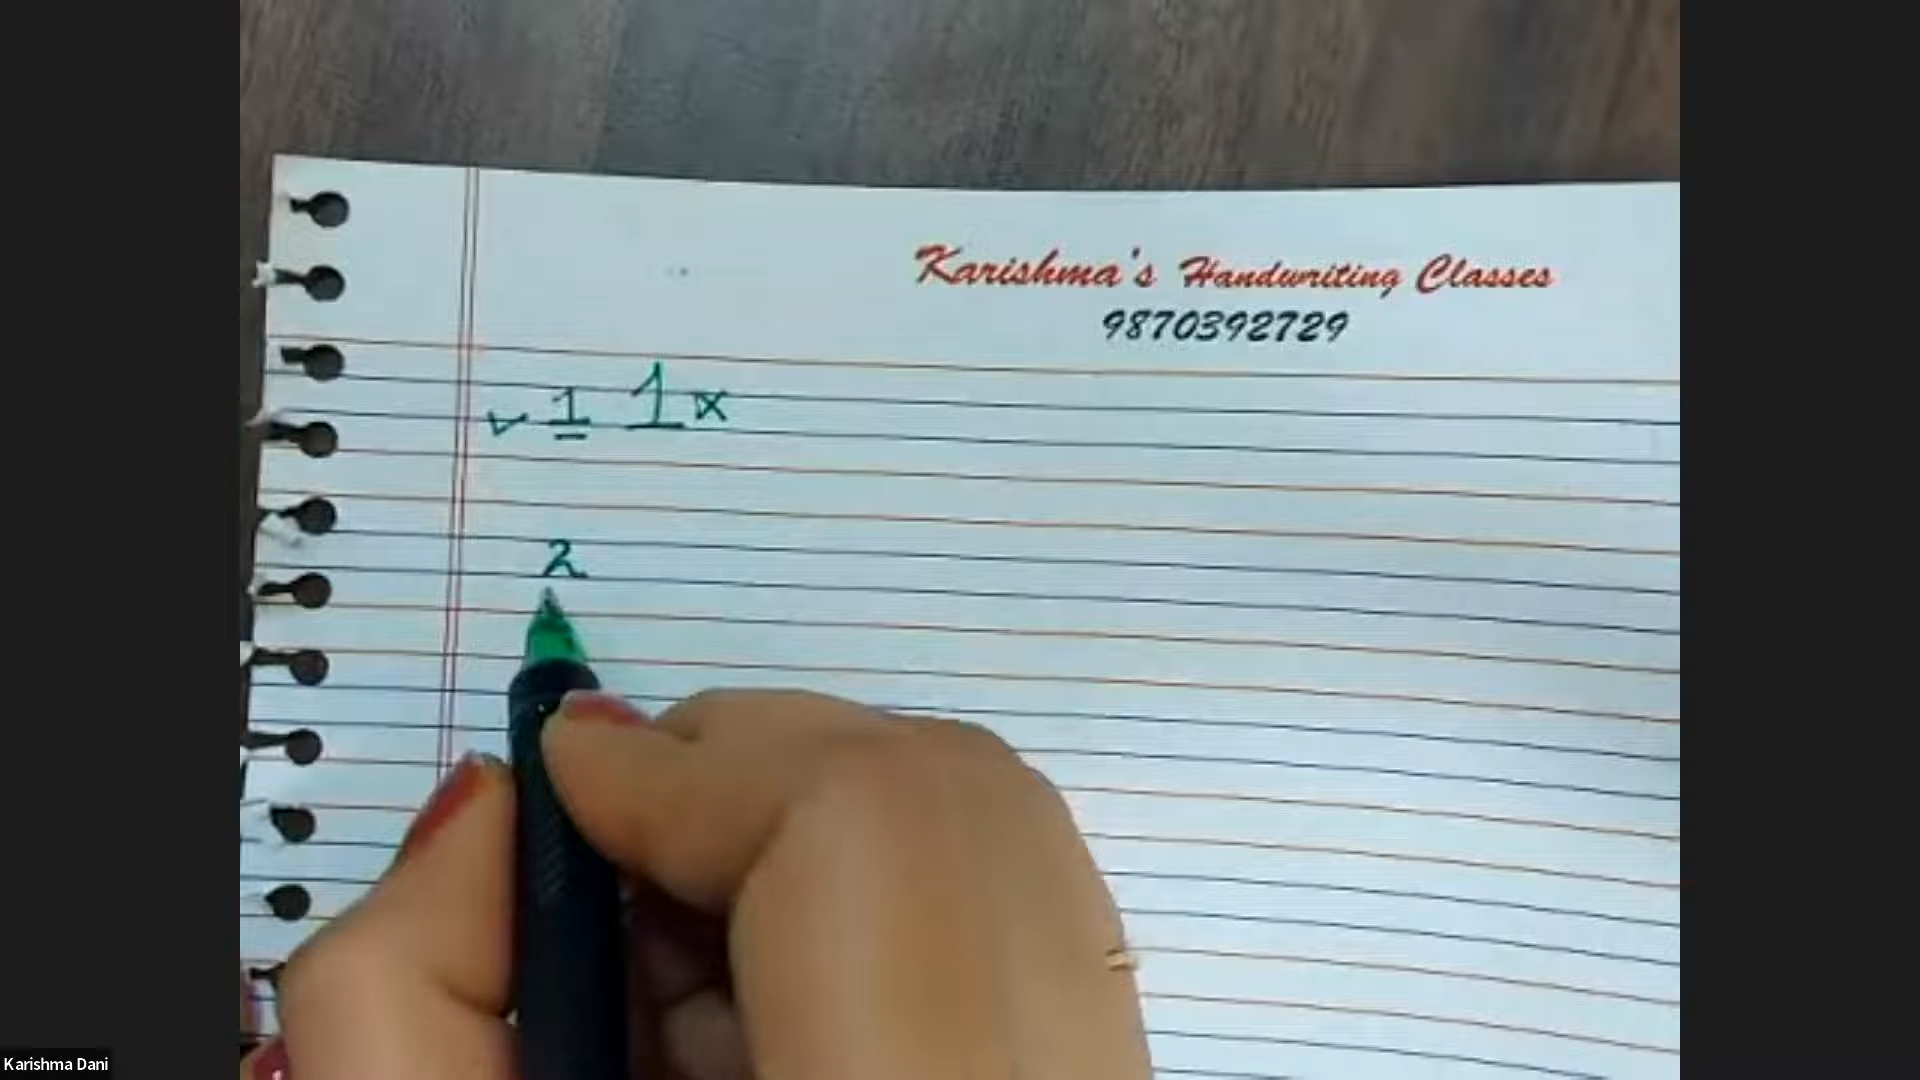 Karishma's Handwriting Classes
9870392729
✓ 1 1 x
2
Karishma Dani